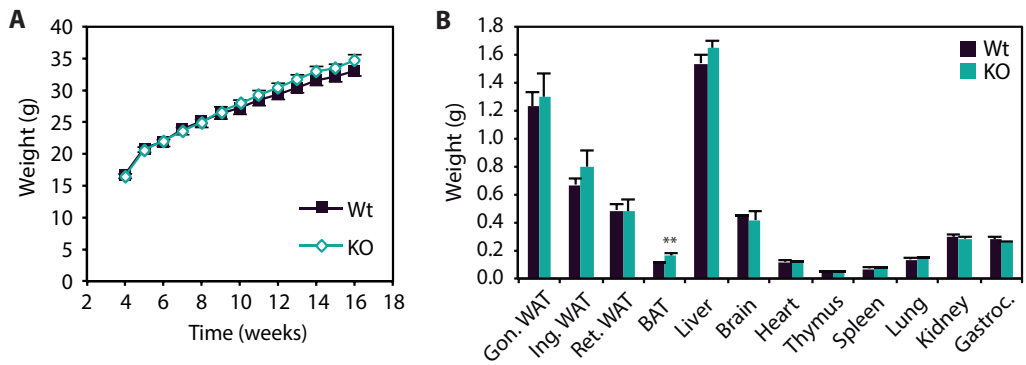 A
Weight (g)
40
35
30
25
20
15
10
5
0
Wt
KO
2 4 6 8 10 12 14 16 18
Time (weeks)
B
Weight (g)
1.8
1.6
1.4
1.2
1.0
0.8
0.6
0.4
0.2
0.0
Wt
KO
**
Gon. WAT
Ing. WAT
Ret. WAT
BAT
Liver
Brain
Heart
Thymus
Spleen
Lung
Kidney
Gastroc.